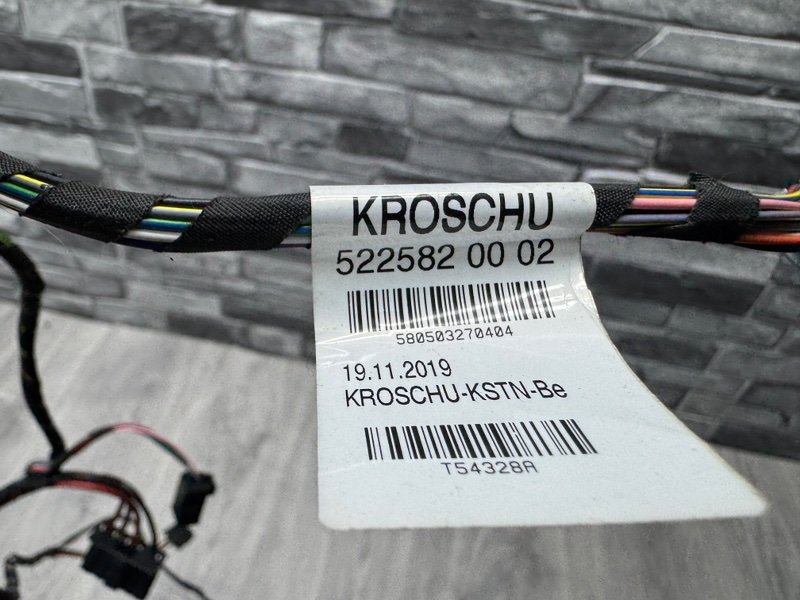 KROSCHU
522582 00 02
580503270404
19.11.2019
KROSCHU-KSTN-Be
T54328A